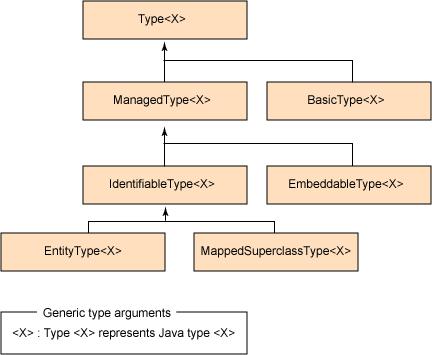 Type<X>
ManagedType<X>
BasicType<X>
IdentifiableType<X>
EmbeddableType<X>
EntityType<X>
MappedSuperclassType<X>
Generic type arguments
<X> : Type <X> represents Java type <X>